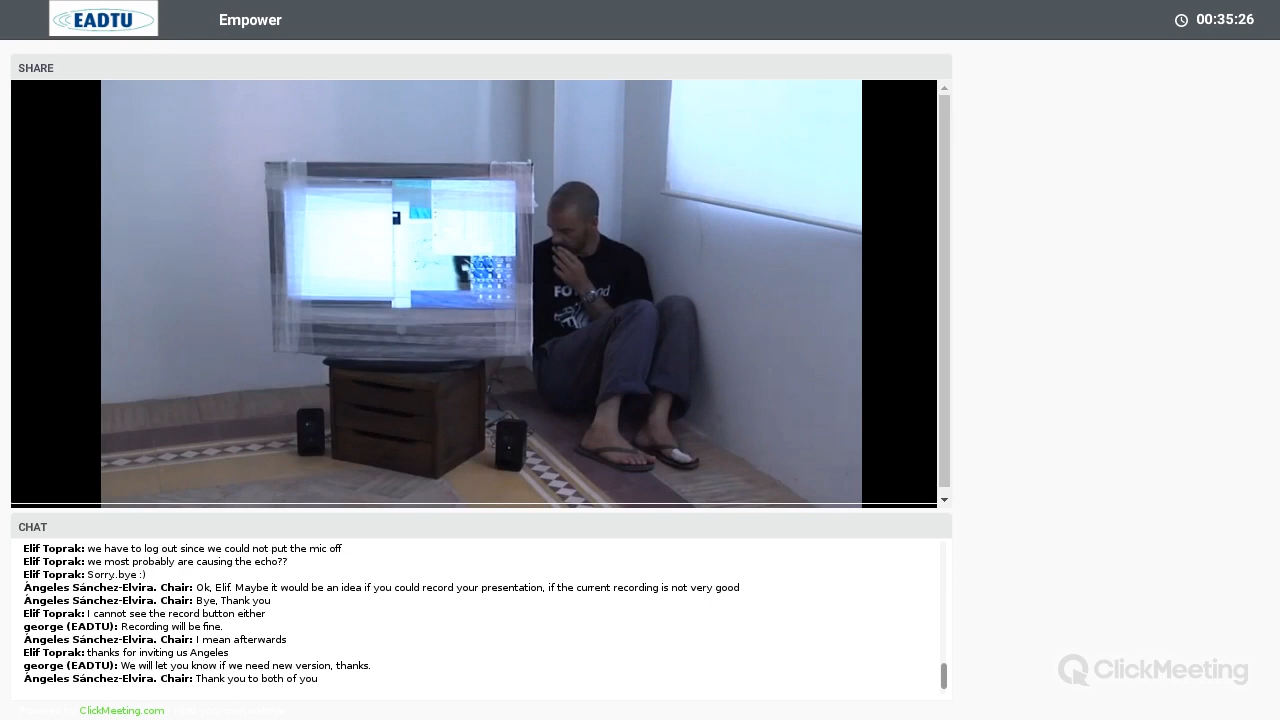 EADTU
Empower
00:35:26
SHARE
CHAT
Elif Toprak: we have to log out since we could not put the mic off
Elif Toprak: we most probably are causing the echo??
Elif Toprak: Sorry..bye :)
Ángeles Sánchez-Elvira. Chair: Ok, Elif. Maybe it would be an idea if you could record your presentation, if the current recording is not very good
Ángeles Sánchez-Elvira. Chair: Bye, Thank you
Elif Toprak: I cannot see the record button either
george (EADTU): Recording will be fine.
Ángeles Sánchez-Elvira. Chair: I mean afterwards
Elif Toprak: thanks for inviting us Angeles
george (EADTU): We will let you know if we need new version, thanks.
Ángeles Sánchez-Elvira. Chair: Thank you to both of you
ClickMeeting
ClickMeeting.com